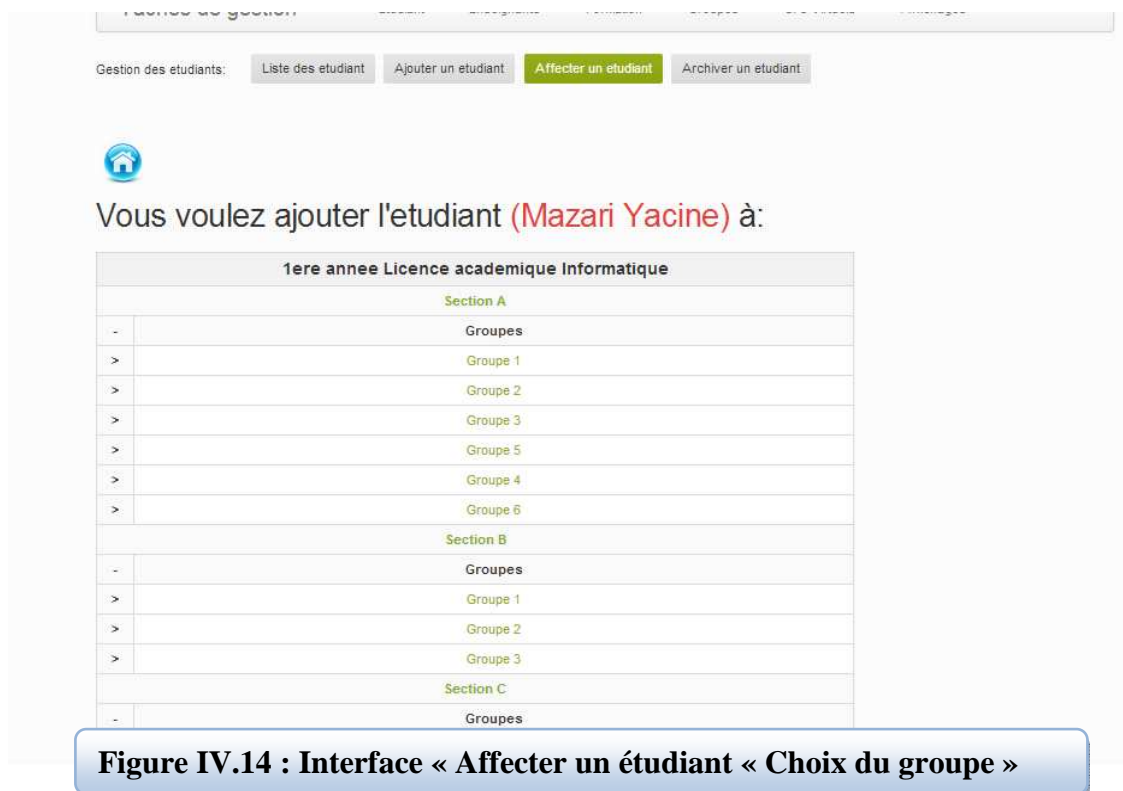 Gestion des etudiants: Liste des etudiant Ajouter un etudiant Affecter un etudiant Archiver un etudiant
Vous voulez ajouter l'etudiant (Mazari Yacine) à:
1ere annee Licence academique Informatique
Section A
- Groupes
> Groupe 1
> Groupe 2
> Groupe 3
> Groupe 5
> Groupe 4
> Groupe 6
Section B
- Groupes
> Groupe 1
> Groupe 2
> Groupe 3
Section C
- Groupes
Figure IV.14 : Interface « Affecter un étudiant « Choix du groupe »